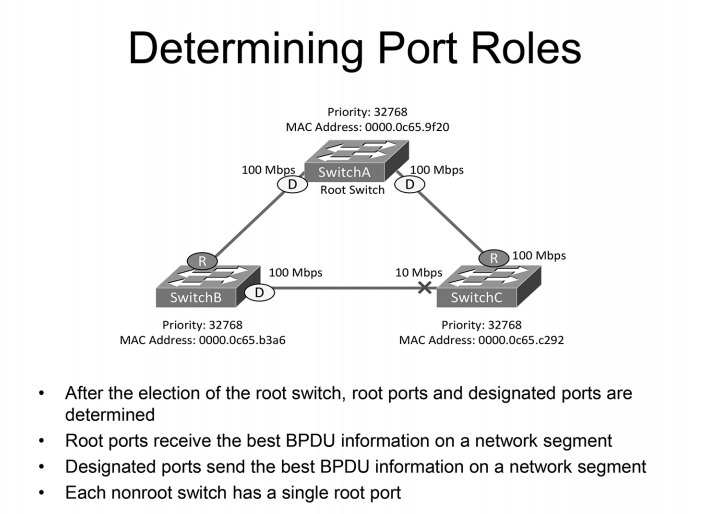 Determining Port Roles
Priority: 32768
MAC Address: 0000.0c65.9f20
100 Mbps
SwitchA
100 Mbps
D
Root Switch
D
R
100 Mbps
10 Mbps
R
100 Mbps
SwitchB
D
SwitchC
Priority: 32768
MAC Address: 0000.0c65.b3a6
Priority: 32768
MAC Address: 0000.0c65.c292
• After the election of the root switch, root ports and designated ports are
determined
• Root ports receive the best BPDU information on a network segment
• Designated ports send the best BPDU information on a network segment
• Each nonroot switch has a single root port